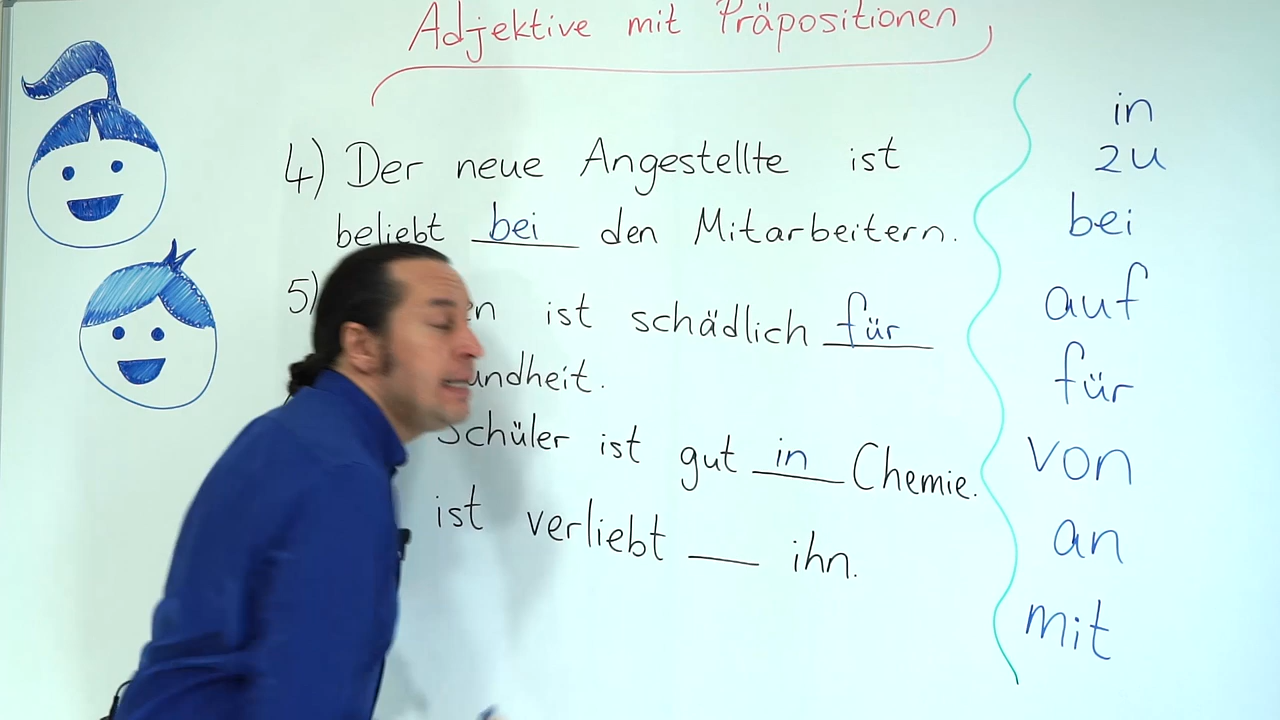 Adjektive mit Präpositionen
4) Der neue Angestellte ist
beliebt bei den Mitarbeitern.
5) ist schädlich für
Schüler ist gut in Chemie.
ist verliebt ___ ihn.
in
zu
bei
auf
für
von
an
mit